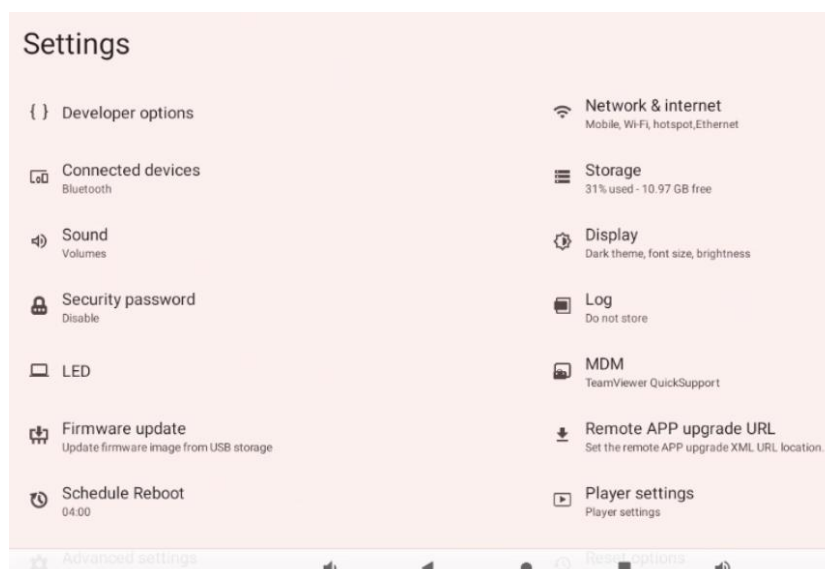 Settings
Developer options
Network & internet
Mobile, Wi-Fi, hotspot,Ethernet
Connected devices
Bluetooth
Storage
31% used - 10.97 GB free
Sound
Volumes
Display
Dark theme, font size, brightness
Security password
Disable
Log
Do not store
LED
MDM
TeamViewer QuickSupport
Firmware update
Update firmware image from USB storage
Remote APP upgrade URL
Set the remote APP upgrade XML URL location.
Schedule Reboot
04:00
Player settings
Player settings
Advanced settings
Reset options